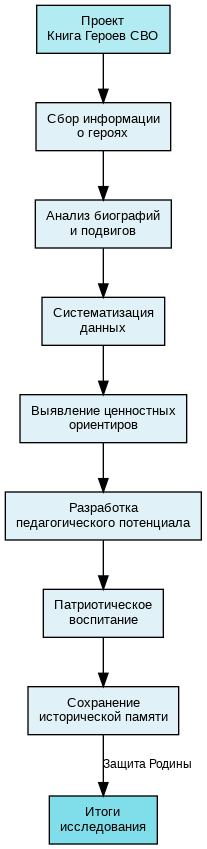 Проект
Книга Героев СВО
Сбор информации
о героях
Анализ биографий
и подвигов
Систематизация
данных
Выявление ценностных
ориентиров
Разработка
педагогического потенциала
Патриотическое
воспитание
Сохранение
исторической памяти
Защита Родины
Итоги
исследования